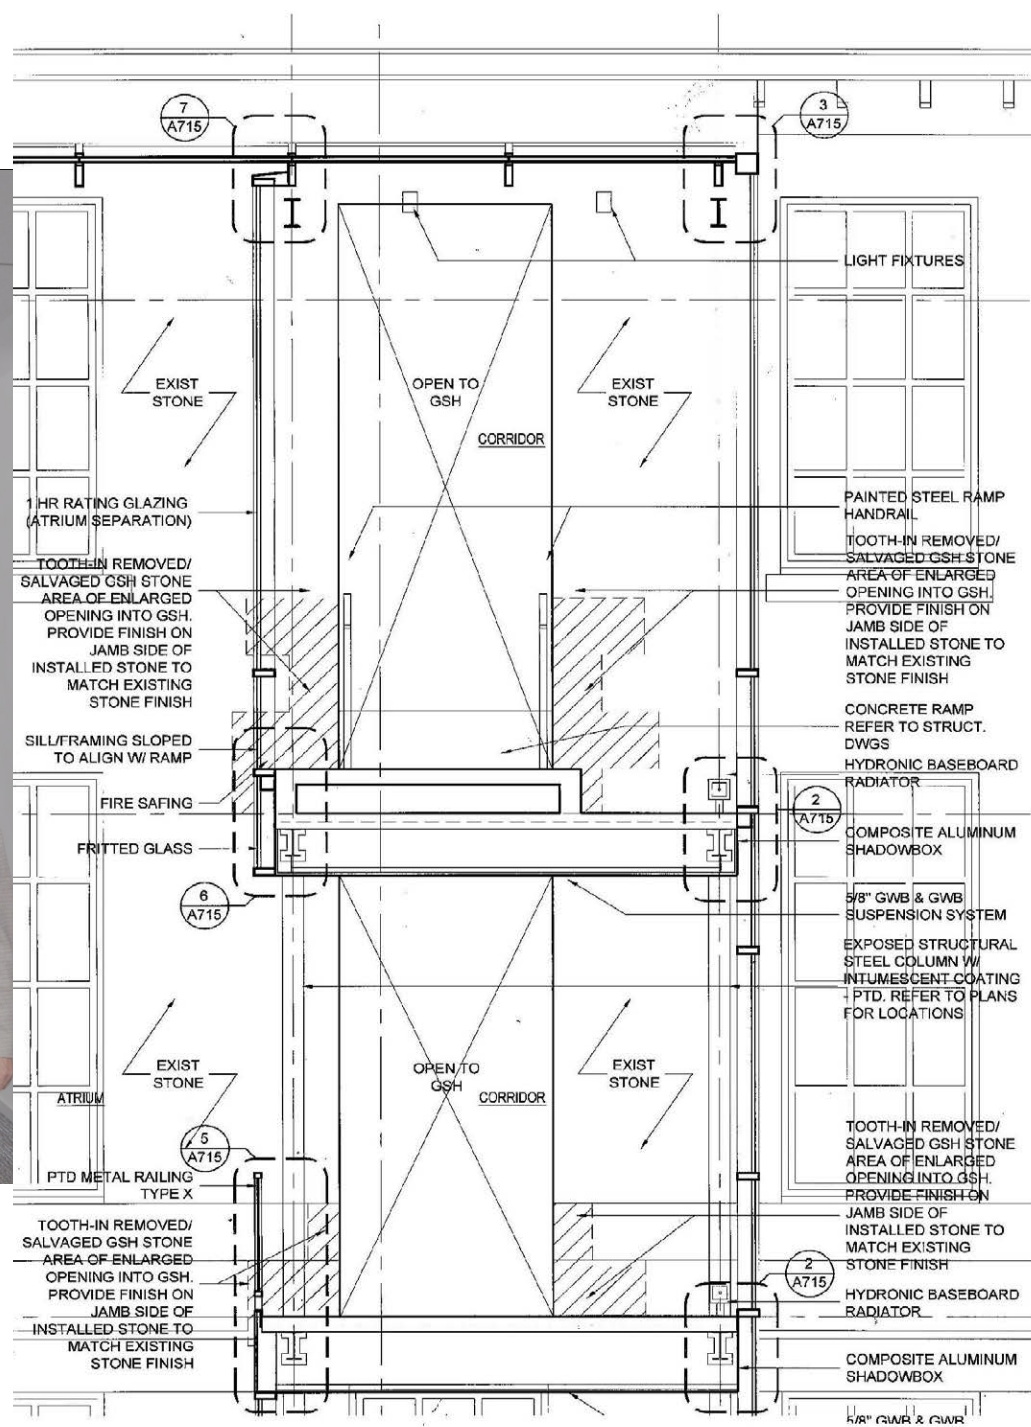 7
A715
3
A715
LIGHT FIXTURES
EXIST
STONE
OPEN TO
GSH
EXIST
STONE
CORRIDOR
1 HR RATING GLAZING
(ATRIUM SEPARATION)
PAINTED STEEL RAMP
HANDRAIL
TOOTH-IN REMOVED/
SALVAGED GSH STONE
AREA OF ENLARGED
OPENING INTO GSH.
PROVIDE FINISH ON
JAMB SIDE OF
INSTALLED STONE TO
MATCH EXISTING
STONE FINISH
TOOTH-IN REMOVED/
SALVAGED GSH STONE
AREA OF ENLARGED
OPENING INTO GSH.
PROVIDE FINISH ON
JAMB SIDE OF
INSTALLED STONE TO
MATCH EXISTING
STONE FINISH
SILL/FRAMING SLOPED
TO ALIGN W/ RAMP
CONCRETE RAMP
REFER TO STRUCT.
DWGS
HYDRONIC BASEBOARD
RADIATOR
FIRE SAFING
2
A715
FRITTED GLASS
COMPOSITE ALUMINUM
SHADOWBOX
6
A715
5/8" GWB & GWB
SUSPENSION SYSTEM
EXPOSED STRUCTURAL
STEEL COLUMN W/
INTUMESCENT COATING
- PTD. REFER TO PLANS
FOR LOCATIONS
EXIST
STONE
OPEN TO
GSH
EXIST
STONE
ATRIUM
CORRIDOR
5
A715
TOOTH-IN REMOVED/
SALVAGED GSH STONE
AREA OF ENLARGED
OPENING INTO GSH.
PROVIDE FINISH ON
JAMB SIDE OF
INSTALLED STONE TO
MATCH EXISTING
STONE FINISH
PTD METAL RAILING
TYPE X
TOOTH-IN REMOVED/
SALVAGED GSH STONE
AREA OF ENLARGED
OPENING INTO GSH.
PROVIDE FINISH ON
JAMB SIDE OF
INSTALLED STONE TO
MATCH EXISTING
STONE FINISH
2
A715
HYDRONIC BASEBOARD
RADIATOR
COMPOSITE ALUMINUM
SHADOWBOX
5/8" GWB & GWB